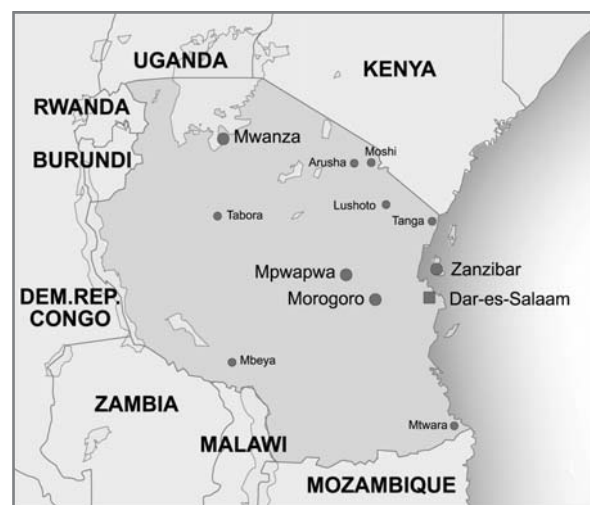 UGANDA
KENYA
RWANDA
Mwanza
BURUNDI
Arusha
Moshi
Lushoto
Tabora
Tanga
Mpwapwa
Zanzibar
DEM.REP.
CONGO
Morogoro
Dar-es-Salaam
Mbeya
ZAMBIA
Mtwara
MALAWI
MOZAMBIQUE